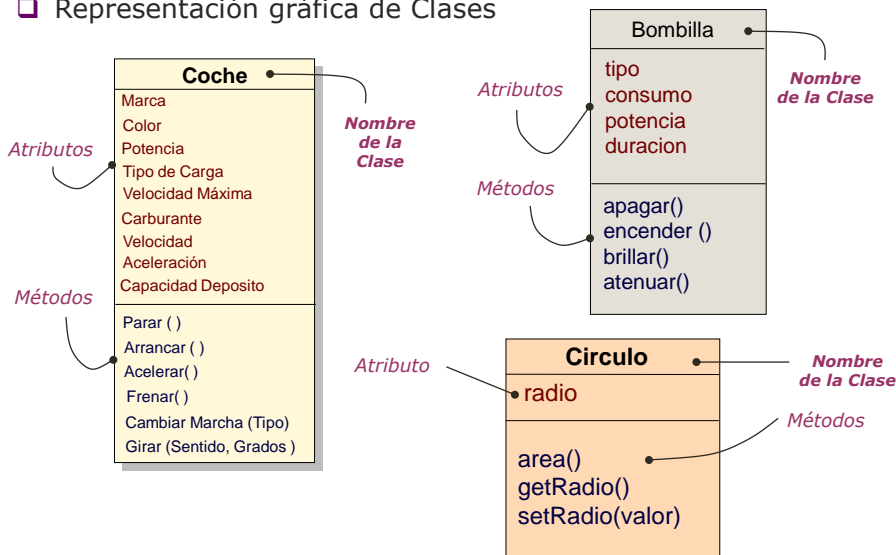 Representación gráfica de Clases
Coche
Marca
Color
Potencia
Tipo de Carga
Velocidad Máxima
Carburante
Velocidad
Aceleración
Capacidad Deposito
Parar ( )
Arrancar ( )
Acelerar( )
Frenar( )
Cambiar Marcha (Tipo)
Girar (Sentido, Grados )
Atributos
Métodos
Nombre
de la
Clase
Bombilla
tipo
consumo
potencia
duracion
apagar()
encender ()
brillar()
atenuar()
Atributos
Métodos
Nombre
de la Clase
Circulo
radio
area()
getRadio()
setRadio(valor)
Atributo
Nombre
de la Clase
Métodos